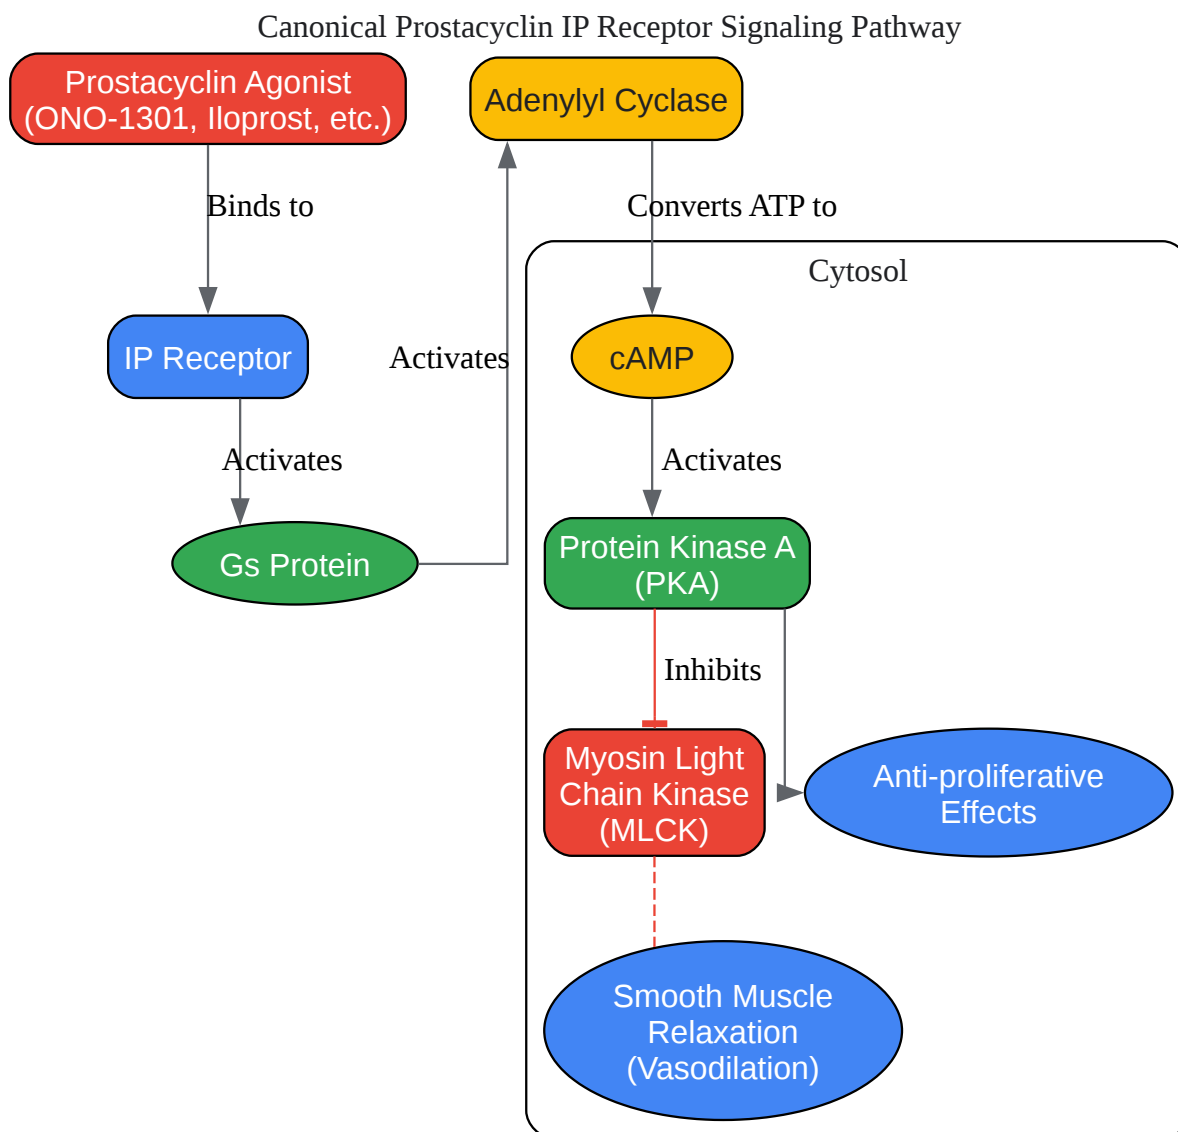 Canonical Prostacyclin IP Receptor Signaling Pathway
Prostacyclin Agonist
(ONO-1301, Iloprost, etc.)
Adenylyl Cyclase
Binds to
Converts ATP to
Cytosol
IP Receptor
Activates
cAMP
Activates
Activates
Gs Protein
Protein Kinase A
(PKA)
Inhibits
Myosin Light
Chain Kinase
(MLCK)
Anti-proliferative
Effects
Smooth Muscle
Relaxation
(Vasodilation)